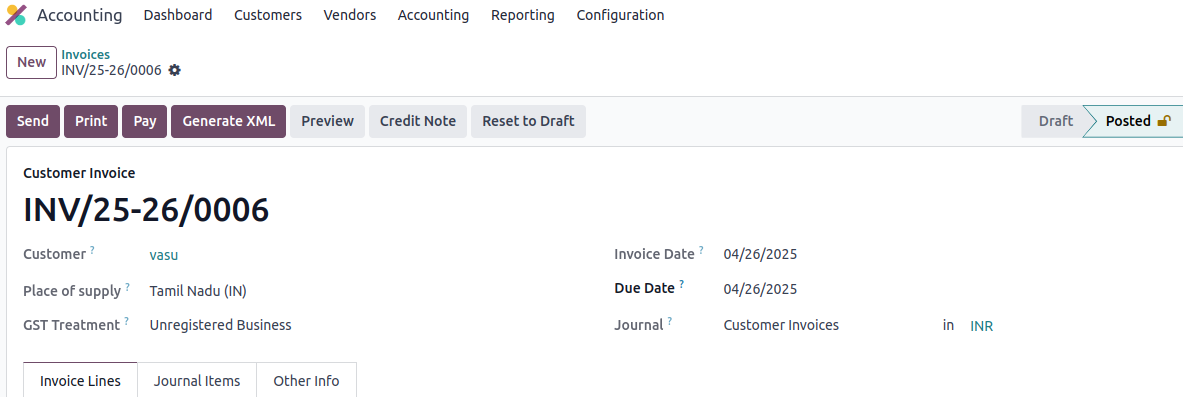 Accounting Dashboard Customers Vendors Accounting Reporting Configuration
New
Invoices
INV/25-26/0006
Send Print Pay Generate XML Preview Credit Note Reset to Draft Draft Posted
Customer Invoice
INV/25-26/0006
Customer ? vasu Invoice Date ? 04/26/2025
Place of supply ? Tamil Nadu (IN) Due Date ? 04/26/2025
GST Treatment ? Unregistered Business Journal ? Customer Invoices in INR
Invoice Lines Journal Items Other Info